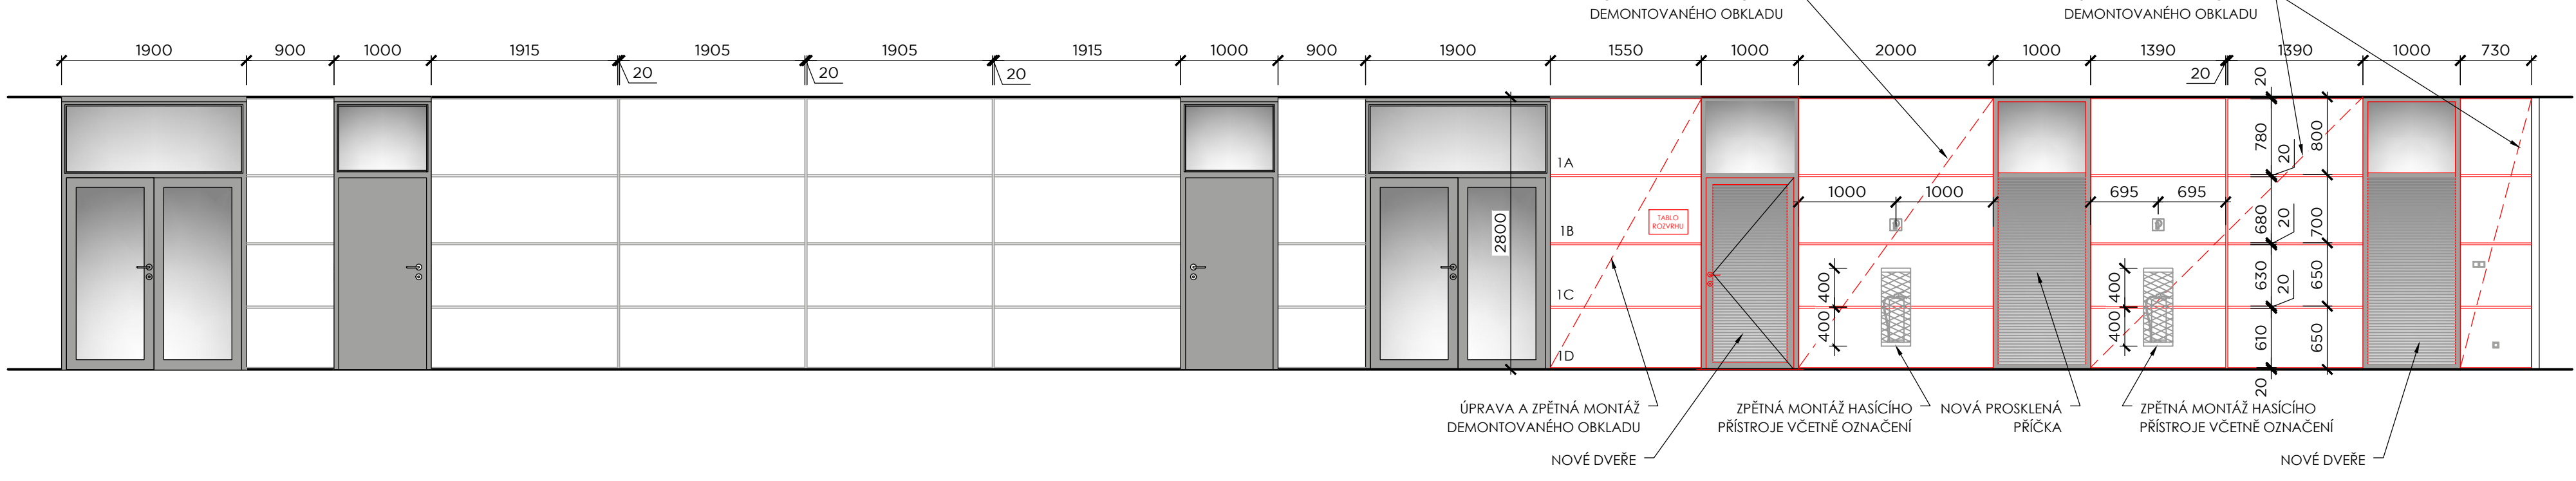 DEMONTOVANÉHO OBKLADU
DEMONTOVANÉHO OBKLADU
1900 900 1000 1915 1905 1905 1915 1000 900 1900 1550 1000 2000 1000 1390 1390 1000 730
20 20 20 20
20
780 20 800
1A
1000 1000 695 695
TABLO
ROZVRHU
1B
2800
680 20 700
1C
400 400
630 20 650
400 400
1D
610 650
20
ÚPRAVA A ZPĚTNÁ MONTÁŽ
DEMONTOVANÉHO OBKLADU
NOVÉ DVEŘE
ZPĚTNÁ MONTÁŽ HASÍCÍHO
PŘÍSTROJE VČETNĚ OZNAČENÍ
NOVÁ PROSKLENÁ
PŘÍČKA
ZPĚTNÁ MONTÁŽ HASÍCÍHO
PŘÍSTROJE VČETNĚ OZNAČENÍ
NOVÉ DVEŘE